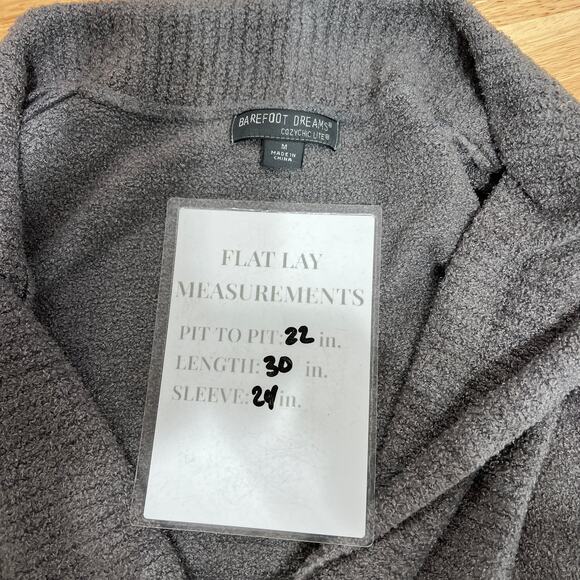 BAREFOOT DREAMS®
COZYCHIC LITE®
M
MADE IN
CHINA
FLAT LAY
MEASUREMENTS
PIT TO PIT: 22 in.
LENGTH: 30 in.
SLEEVE: 24 in.